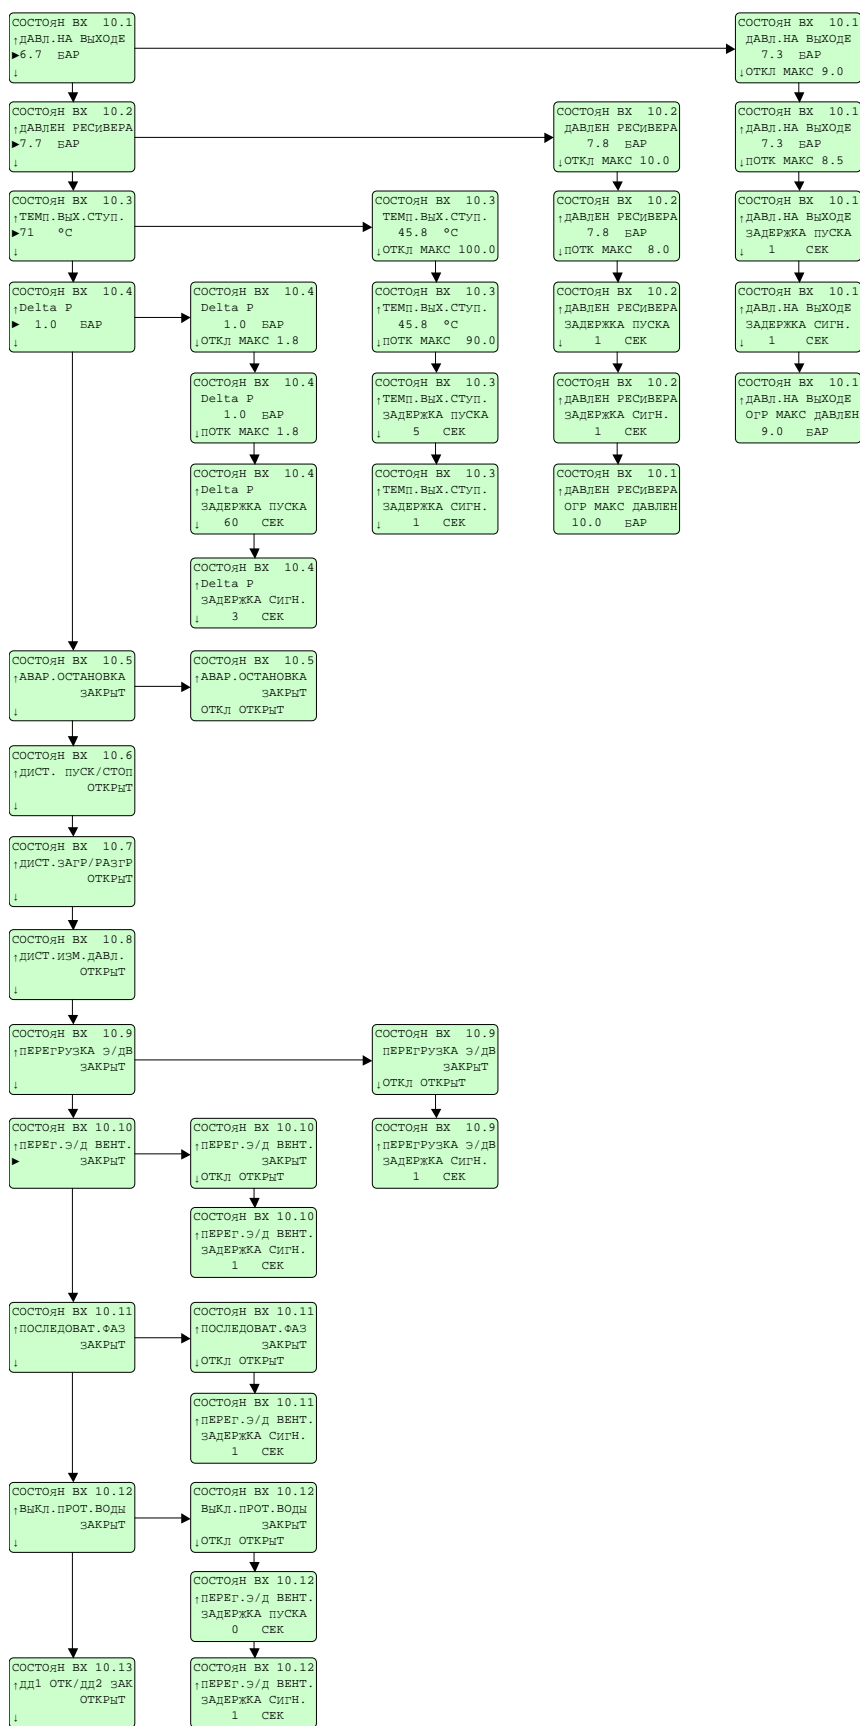 СОСТОЯН ВХ 10.1
↑ДАВЛ.НА ВЫХОДЕ
►6.7 БАР
↓
СОСТОЯН ВХ 10.1
ДАВЛ.НА ВЫХОДЕ
7.3 БАР
↓ОТКЛ МАКС 9.0
СОСТОЯН ВХ 10.2
↑ДАВЛЕН РЕСИВЕРА
►7.7 БАР
↓
СОСТОЯН ВХ 10.2
ДАВЛЕН РЕСИВЕРА
7.8 БАР
↓ОТКЛ МАКС 10.0
СОСТОЯН ВХ 10.1
↑ДАВЛ.НА ВЫХОДЕ
7.3 БАР
↓ПОТК МАКС 8.5
СОСТОЯН ВХ 10.3
↑ТЕМП.ВЫХ.СТУП.
►71 °C
↓
СОСТОЯН ВХ 10.3
ТЕМП.ВЫХ.СТУП.
45.8 °C
↓ОТКЛ МАКС 100.0
СОСТОЯН ВХ 10.2
↑ДАВЛЕН РЕСИВЕРА
7.8 БАР
↓ПОТК МАКС 8.0
СОСТОЯН ВХ 10.1
↑ДАВЛ.НА ВЫХОДЕ
ЗАДЕРЖКА ПУСКА
↓ 1 СЕК
СОСТОЯН ВХ 10.4
↑Delta P
► 1.0 БАР
↓
СОСТОЯН ВХ 10.4
Delta P
1.0 БАР
↓ОТКЛ МАКС 1.8
СОСТОЯН ВХ 10.3
↑ТЕМП.ВЫХ.СТУП.
45.8 °C
↓ПОТК МАКС 90.0
СОСТОЯН ВХ 10.2
↑ДАВЛЕН РЕСИВЕРА
ЗАДЕРЖКА ПУСКА
↓ 1 СЕК
СОСТОЯН ВХ 10.1
↑ДАВЛ.НА ВЫХОДЕ
ЗАДЕРЖКА СИГН.
↓ 1 СЕК
СОСТОЯН ВХ 10.4
Delta P
1.0 БАР
↓ПОТК МАКС 1.8
СОСТОЯН ВХ 10.3
↑ТЕМП.ВЫХ.СТУП.
ЗАДЕРЖКА ПУСКА
↓ 5 СЕК
СОСТОЯН ВХ 10.2
↑ДАВЛЕН РЕСИВЕРА
ЗАДЕРЖКА СИГН.
↓ 1 СЕК
СОСТОЯН ВХ 10.1
↑ДАВЛ.НА ВЫХОДЕ
ОГР МАКС ДАВЛЕН
9.0 БАР
СОСТОЯН ВХ 10.4
↑Delta P
ЗАДЕРЖКА ПУСКА
↓ 60 СЕК
СОСТОЯН ВХ 10.3
↑ТЕМП.ВЫХ.СТУП.
ЗАДЕРЖКА СИГН.
↓ 1 СЕК
СОСТОЯН ВХ 10.1
↑ДАВЛЕН РЕСИВЕРА
ОГР МАКС ДАВЛЕН
10.0 БАР
СОСТОЯН ВХ 10.4
↑Delta P
ЗАДЕРЖКА СИГН.
↓ 3 СЕК
СОСТОЯН ВХ 10.5
↑АВАР.ОСТАНОВКА
ЗАКРЫТ
↓
СОСТОЯН ВХ 10.5
↑АВАР.ОСТАНОВКА
ЗАКРЫТ
ОТКЛ ОТКРЫТ
СОСТОЯН ВХ 10.6
↑ДИСТ. ПУСК/СТОП
ОТКРЫТ
↓
СОСТОЯН ВХ 10.7
↑ДИСТ.ЗАГР/РАЗГР
ОТКРЫТ
↓
СОСТОЯН ВХ 10.8
↑ДИСТ.ИЗМ.ДАВЛ.
ОТКРЫТ
↓
СОСТОЯН ВХ 10.9
↑ПЕРЕГРУЗКА Э/ДВ
ЗАКРЫТ
↓
СОСТОЯН ВХ 10.9
ПЕРЕГРУЗКА Э/ДВ
ЗАКРЫТ
↓ОТКЛ ОТКРЫТ
СОСТОЯН ВХ 10.10
↑ПЕРЕГ.Э/Д ВЕНТ.
► ЗАКРЫТ
СОСТОЯН ВХ 10.10
↑ПЕРЕГ.Э/Д ВЕНТ.
ЗАКРЫТ
↓ОТКЛ ОТКРЫТ
СОСТОЯН ВХ 10.9
↑ПЕРЕГРУЗКА Э/ДВ
ЗАДЕРЖКА СИГН.
1 СЕК
СОСТОЯН ВХ 10.10
↑ПЕРЕГ.Э/Д ВЕНТ.
ЗАДЕРЖКА СИГН.
1 СЕК
СОСТОЯН ВХ 10.11
↑ПОСЛЕДОВАТ.ФАЗ
ЗАКРЫТ
↓
СОСТОЯН ВХ 10.11
↑ПОСЛЕДОВАТ.ФАЗ
ЗАКРЫТ
↓ОТКЛ ОТКРЫТ
СОСТОЯН ВХ 10.11
↑ПЕРЕГ.Э/Д ВЕНТ.
ЗАДЕРЖКА СИГН.
1 СЕК
СОСТОЯН ВХ 10.12
↑ВЫКЛ.ПРОТ.ВОДЫ
ЗАКРЫТ
↓
СОСТОЯН ВХ 10.12
ВЫКЛ.ПРОТ.ВОДЫ
ЗАКРЫТ
↓ОТКЛ ОТКРЫТ
СОСТОЯН ВХ 10.12
↑ПЕРЕГ.Э/Д ВЕНТ.
ЗАДЕРЖКА ПУСКА
0 СЕК
СОСТОЯН ВХ 10.13
↑ДД1 ОТК/ДД2 ЗАК
ОТКРЫТ
↓
СОСТОЯН ВХ 10.12
↑ПЕРЕГ.Э/Д ВЕНТ.
ЗАДЕРЖКА СИГН.
1 СЕК